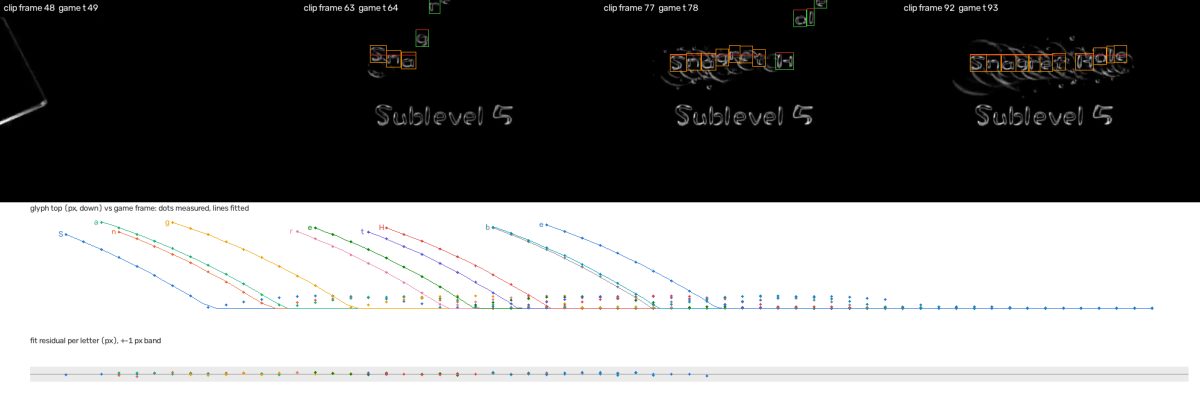 clip frame 48 game t 49
clip frame 63 game t 64
clip frame 77 game t 78
clip frame 92 game t 93
r
g
S n a
Sublevel 5
o l e
S n a g r e t H
Sublevel 5
S n a g r e t H o l e
Sublevel 5
glyph top (px, down) vs game frame: dots measured, lines fitted
S n a g r e t H b e
fit residual per letter (px), +-1 px band